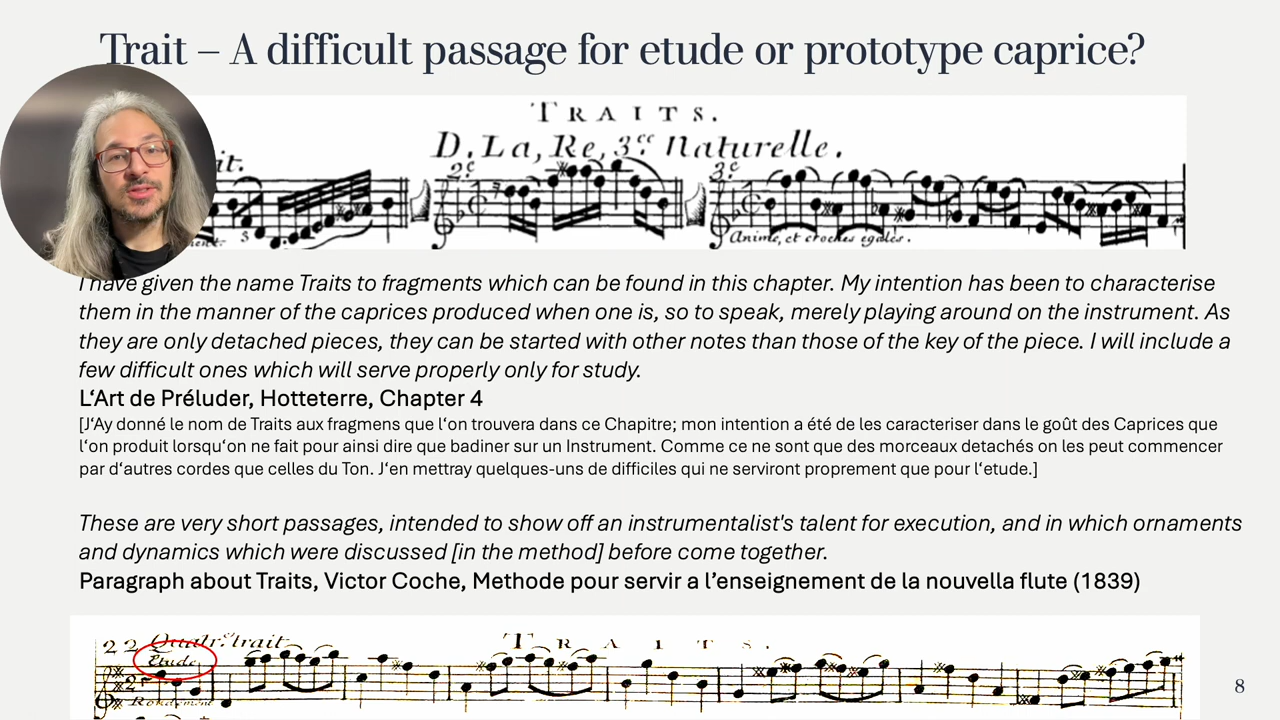 Trait – A difficult passage for etude or prototype caprice?
TRAITS.
D. La, Re, 3.ce Naturelle.
it. 2.e 3.e
Animé, et croches egales.
I have given the name Traits to fragments which can be found in this chapter. My intention has been to characterise
them in the manner of the caprices produced when one is, so to speak, merely playing around on the instrument. As
they are only detached pieces, they can be started with other notes than those of the key of the piece. I will include a
few difficult ones which will serve properly only for study.
L‘Art de Préluder, Hotteterre, Chapter 4
[J‘Ay donné le nom de Traits aux fragmens que l‘on trouvera dans ce Chapitre; mon intention a été de les caracteriser dans le goût des Caprices que
l‘on produit lorsqu‘on ne fait pour ainsi dire que badiner sur un Instrument. Comme ce ne sont que des morceaux detachés on les peut commencer
par d‘autres cordes que celles du Ton. J‘en mettray quelques-uns de difficiles qui ne serviront proprement que pour l‘etude.]
These are very short passages, intended to show off an instrumentalist's talent for execution, and in which ornaments
and dynamics which were discussed [in the method] before come together.
Paragraph about Traits, Victor Coche, Methode pour servir a l’enseignement de la nouvella flute (1839)
22 Quatr.e trait TRAITS.
Etude
Rondement
8